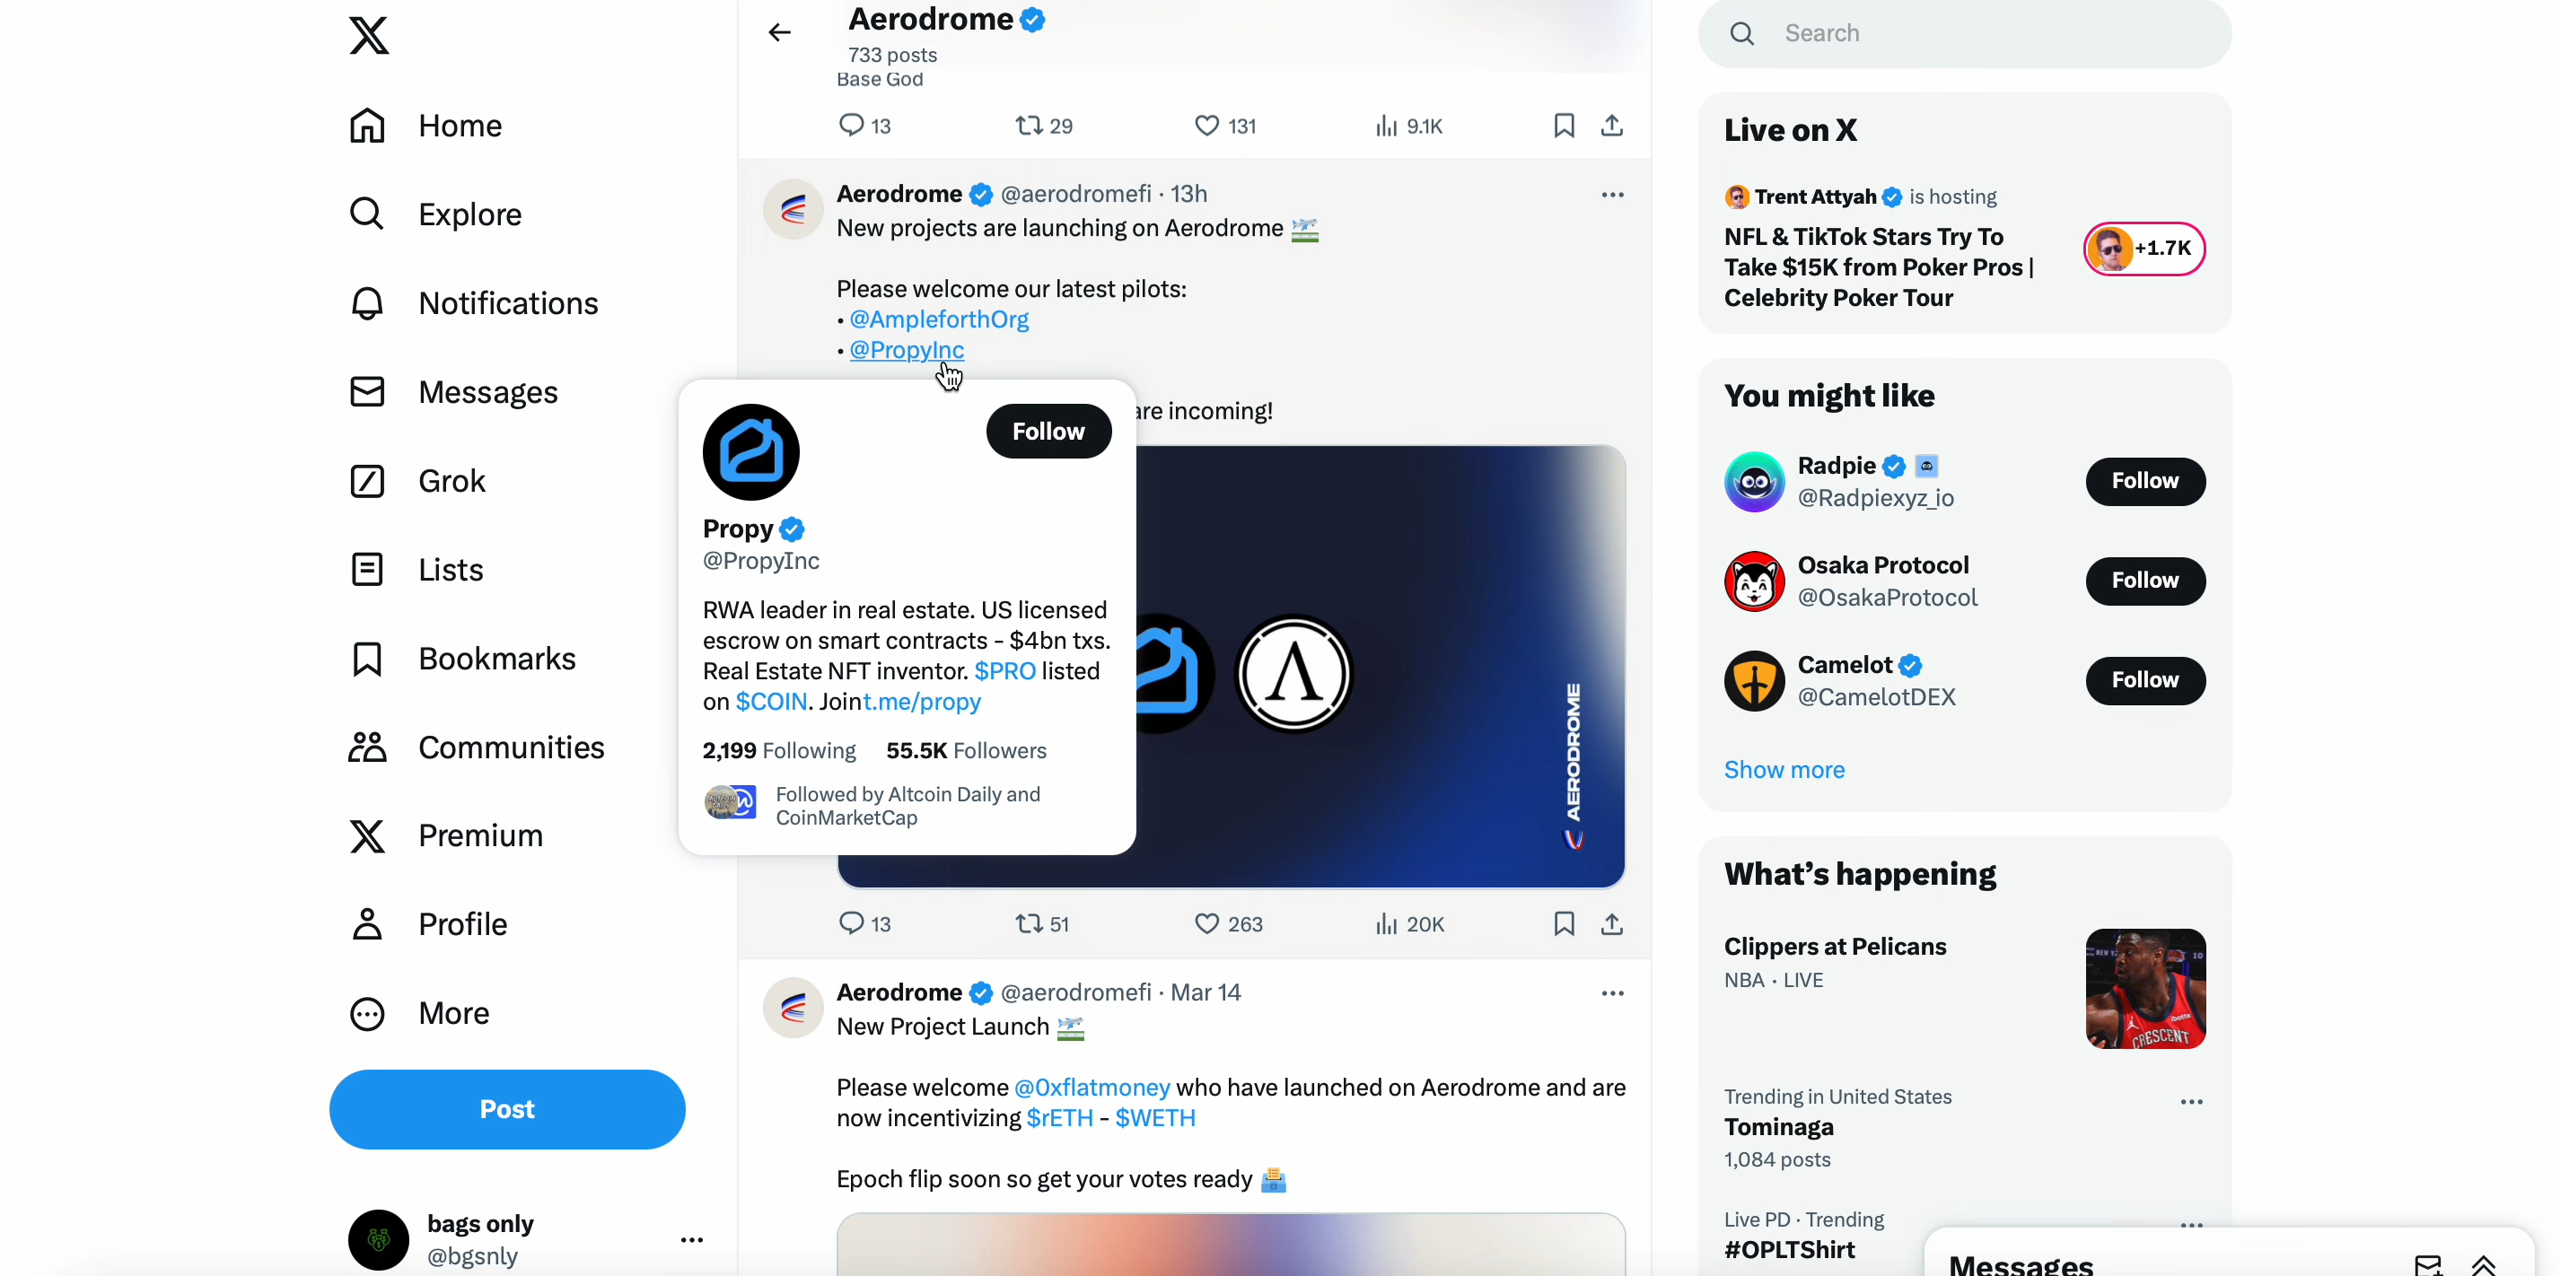 Home
Explore
Notifications
Messages
Grok
Lists
Bookmarks
Communities
Premium
Profile
More
Post
bags only
@bgsnly
Aerodrome
733 posts
Base God
13
29
131
9.1K
Aerodrome @aerodromefi · 13h
New projects are launching on Aerodrome
Please welcome our latest pilots:
• @AmpleforthOrg
• @PropyInc
are incoming!
Follow
Propy
@PropyInc
RWA leader in real estate. US licensed
escrow on smart contracts - $4bn txs.
Real Estate NFT inventor. $PRO listed
on $COIN. Joint.me/propy
2,199 Following 55.5K Followers
Followed by Altcoin Daily and
CoinMarketCap
AERODROME
13
51
263
20K
Aerodrome @aerodromefi · Mar 14
New Project Launch
Please welcome @0xflatmoney who have launched on Aerodrome and are
now incentivizing $rETH - $WETH
Epoch flip soon so get your votes ready
Search
Live on X
Trent Attyah is hosting
NFL & TikTok Stars Try To
Take $15K from Poker Pros |
Celebrity Poker Tour
+1.7K
You might like
Radpie
@Radpiexyz_io
Follow
Osaka Protocol
@OsakaProtocol
Follow
Camelot
@CamelotDEX
Follow
Show more
What's happening
Clippers at Pelicans
NBA · LIVE
CRESCENT
Trending in United States
Tominaga
1,084 posts
Live PD · Trending
#OPLTShirt
Messages